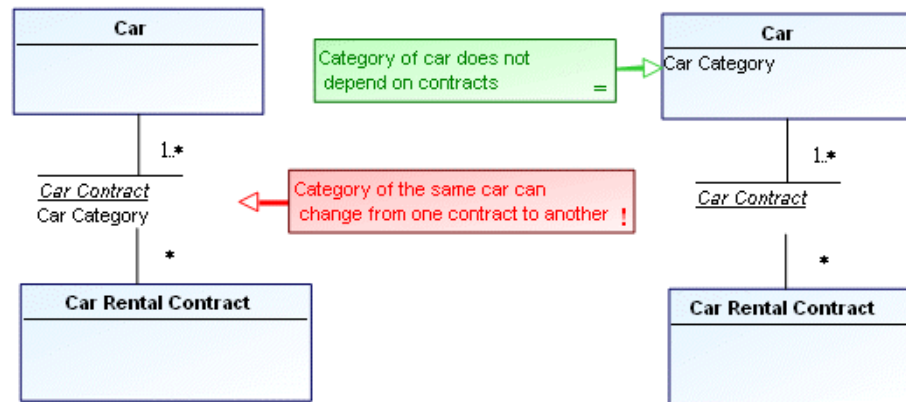 Car
1..*
Car Contract
Car Category
*
Car Rental Contract
Category of car does not
depend on contracts
=
Category of the same car can
change from one contract to another
!
Car
Car Category
1..*
Car Contract
*
Car Rental Contract